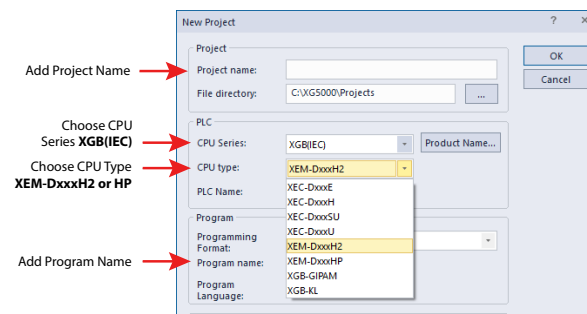 New Project
?
×
Project
OK
Add Project Name
Project name:
Cancel
File directory:
C:\XG5000\Projects
...
Choose CPU
Series XGB(IEC)
PLC
CPU Series:
XGB(IEC)
Product Name...
Choose CPU Type
XEM-DxxxH2 or HP
CPU type:
XEM-DxxxH2
PLC Name:
XEC-DxxxE
XEC-DxxxH
XEC-DxxxSU
XEC-DxxxU
XEM-DxxxH2
XEM-DxxxHP
XGB-GIPAM
XGB-KL
Program
Programming
Format:
Add Program Name
Program name:
Program
Language: